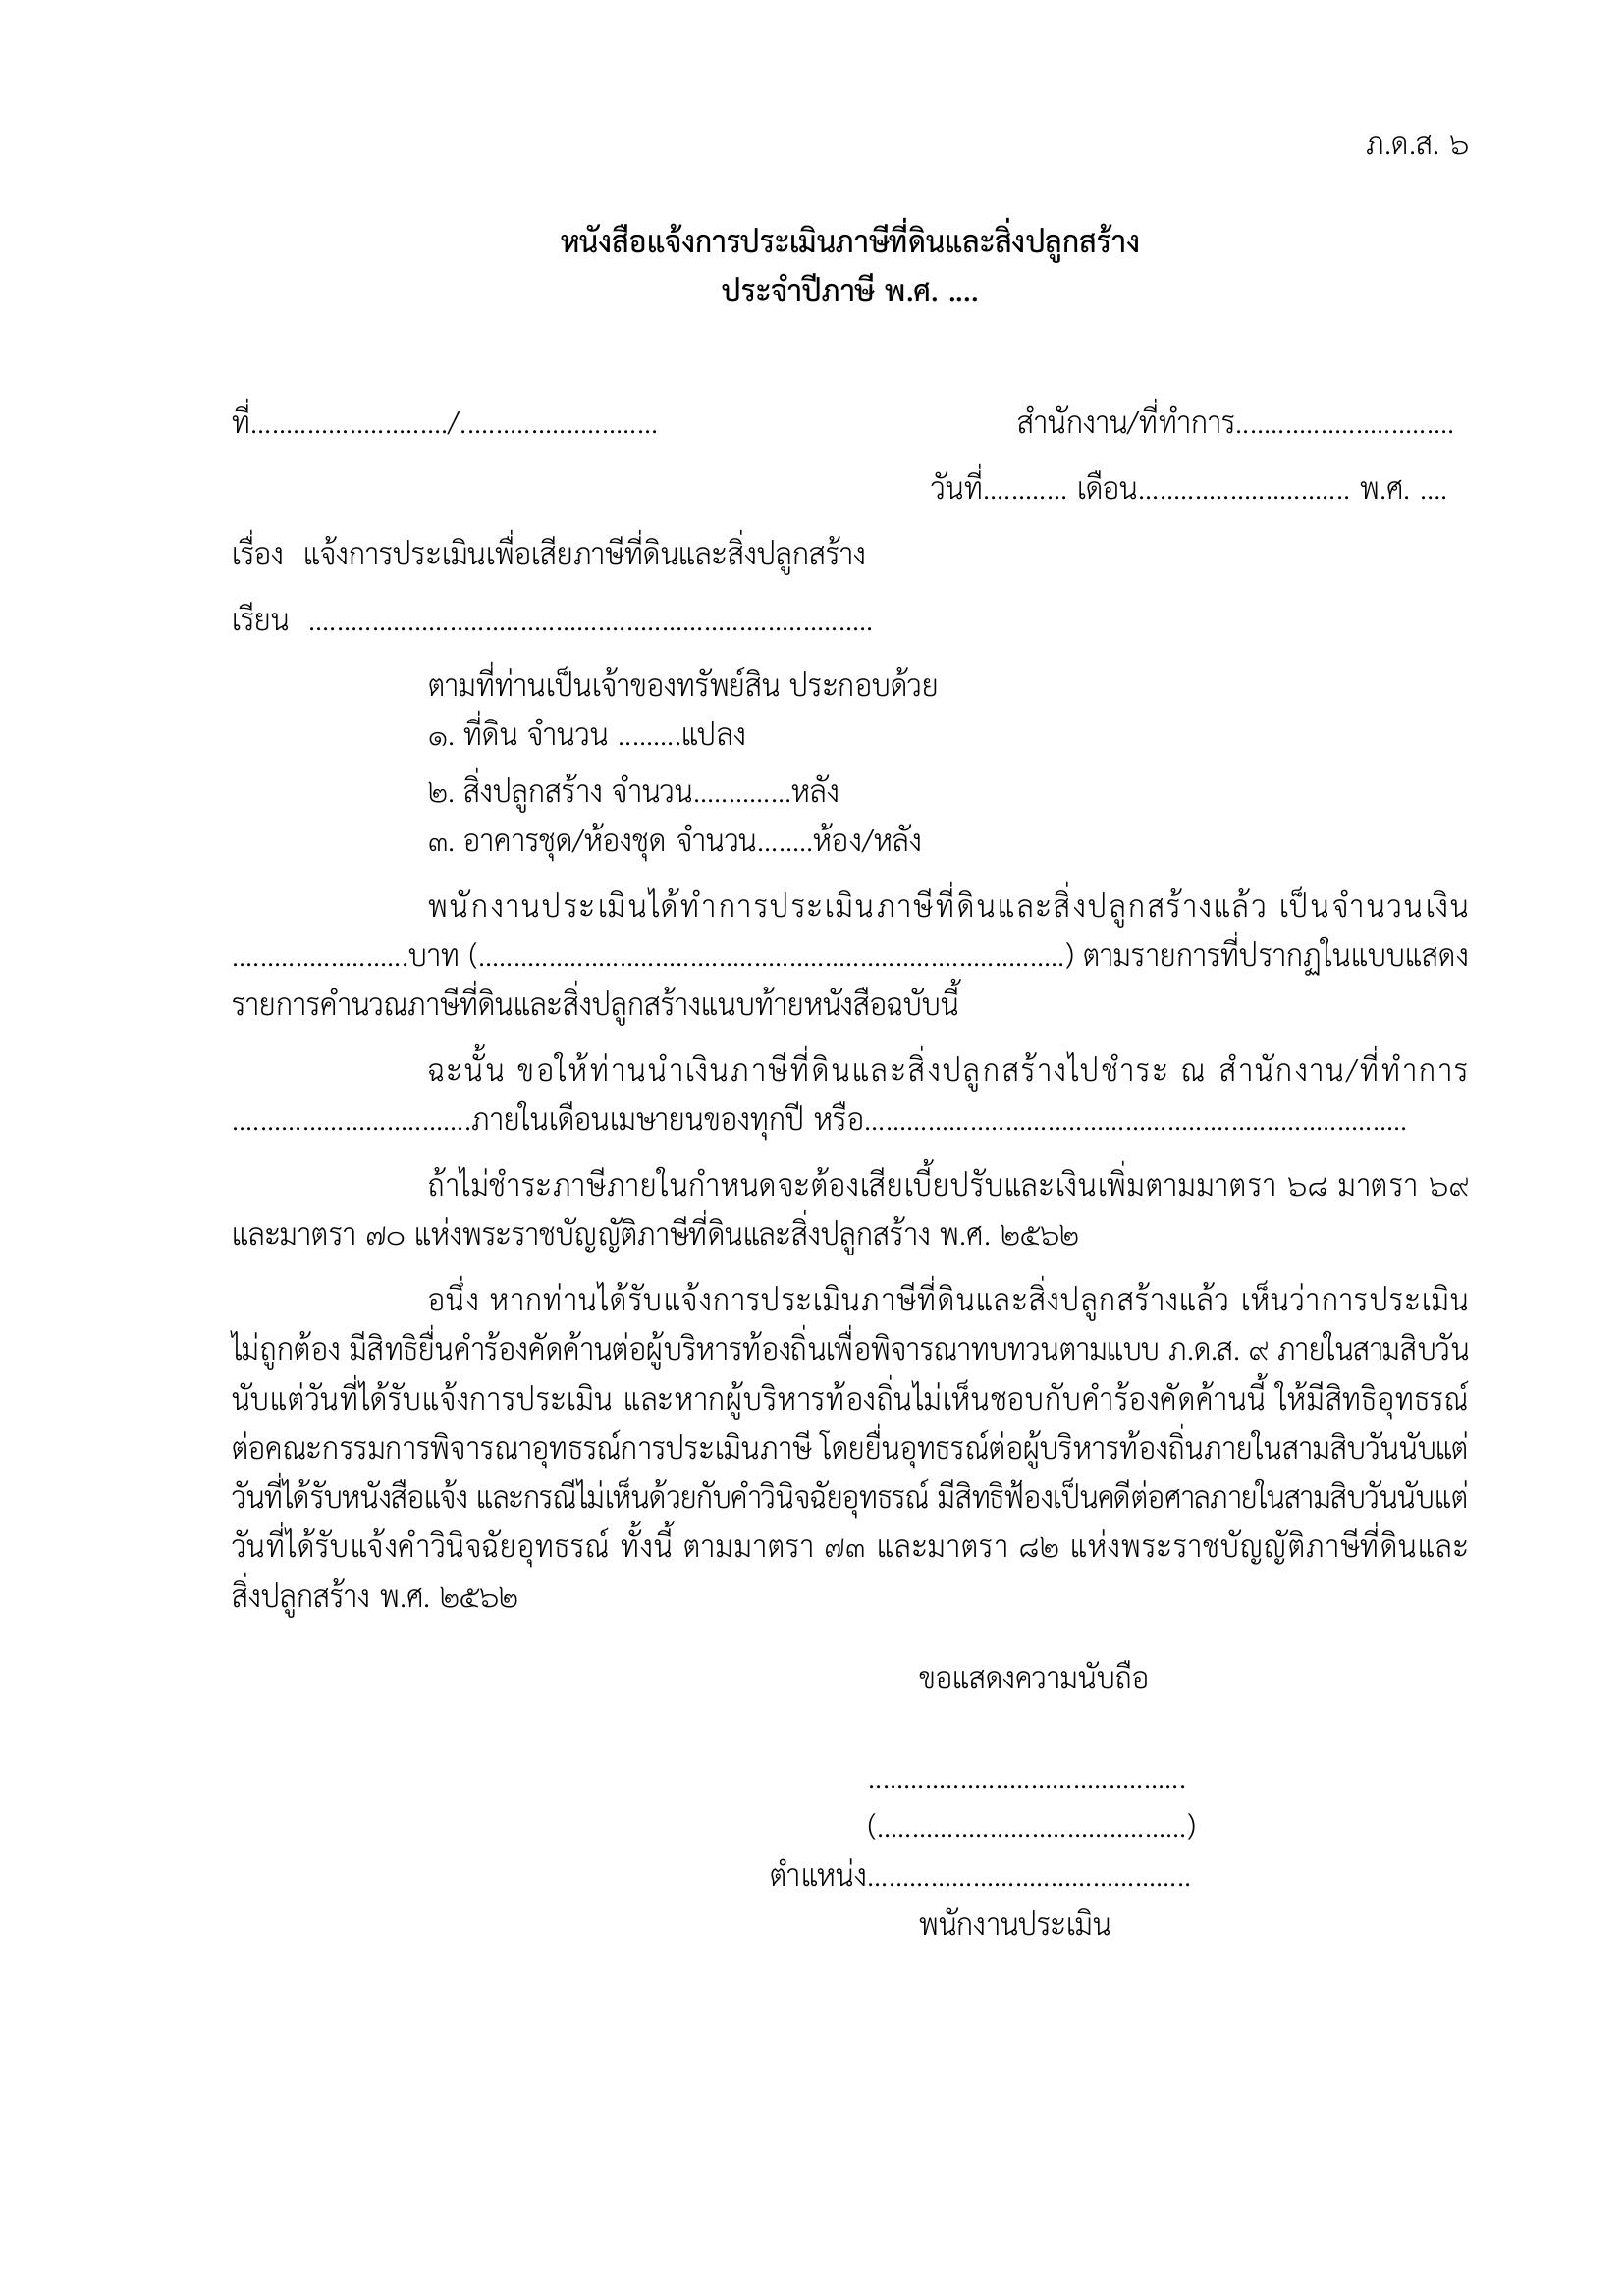 ภ.ด.ส. ๖
หนังสือแจ้งการประเมินภาษีที่ดินและสิ่งปลูกสร้าง
ประจำปีภาษี พ.ศ. ....
ที่............................/............................ สำนักงาน/ที่ทำการ...............................
วันที่............ เดือน.............................. พ.ศ. ....
เรื่อง แจ้งการประเมินเพื่อเสียภาษีที่ดินและสิ่งปลูกสร้าง
เรียน ................................................................................
ตามที่ท่านเป็นเจ้าของทรัพย์สิน ประกอบด้วย
๑. ที่ดิน จำนวน .........แปลง
๒. สิ่งปลูกสร้าง จำนวน..............หลัง
๓. อาคารชุด/ห้องชุด จำนวน........ห้อง/หลัง
พนักงานประเมินได้ทำการประเมินภาษีที่ดินและสิ่งปลูกสร้างแล้ว เป็นจำนวนเงิน
.........................บาท (...................................................................................) ตามรายการที่ปรากฏในแบบแสดง
รายการคำนวณภาษีที่ดินและสิ่งปลูกสร้างแนบท้ายหนังสือฉบับนี้
ฉะนั้น ขอให้ท่านนำเงินภาษีที่ดินและสิ่งปลูกสร้างไปชำระ ณ สำนักงาน/ที่ทำการ
..................................ภายในเดือนเมษายนของทุกปี หรือ.............................................................................
ถ้าไม่ชำระภาษีภายในกำหนดจะต้องเสียเบี้ยปรับและเงินเพิ่มตามมาตรา ๖๘ มาตรา ๖๙
และมาตรา ๗๐ แห่งพระราชบัญญัติภาษีที่ดินและสิ่งปลูกสร้าง พ.ศ. ๒๕๖๒
อนึ่ง หากท่านได้รับแจ้งการประเมินภาษีที่ดินและสิ่งปลูกสร้างแล้ว เห็นว่าการประเมิน
ไม่ถูกต้อง มีสิทธิยื่นคำร้องคัดค้านต่อผู้บริหารท้องถิ่นเพื่อพิจารณาทบทวนตามแบบ ภ.ด.ส. ๙ ภายในสามสิบวัน
นับแต่วันที่ได้รับแจ้งการประเมิน และหากผู้บริหารท้องถิ่นไม่เห็นชอบกับคำร้องคัดค้านนี้ ให้มีสิทธิอุทธรณ์
ต่อคณะกรรมการพิจารณาอุทธรณ์การประเมินภาษี โดยยื่นอุทธรณ์ต่อผู้บริหารท้องถิ่นภายในสามสิบวันนับแต่
วันที่ได้รับหนังสือแจ้ง และกรณีไม่เห็นด้วยกับคำวินิจฉัยอุทธรณ์ มีสิทธิฟ้องเป็นคดีต่อศาลภายในสามสิบวันนับแต่
วันที่ได้รับแจ้งคำวินิจฉัยอุทธรณ์ ทั้งนี้ ตามมาตรา ๗๓ และมาตรา ๘๒ แห่งพระราชบัญญัติภาษีที่ดินและ
สิ่งปลูกสร้าง พ.ศ. ๒๕๖๒
ขอแสดงความนับถือ
.............................................
(............................................)
ตำแหน่ง..............................................
พนักงานประเมิน